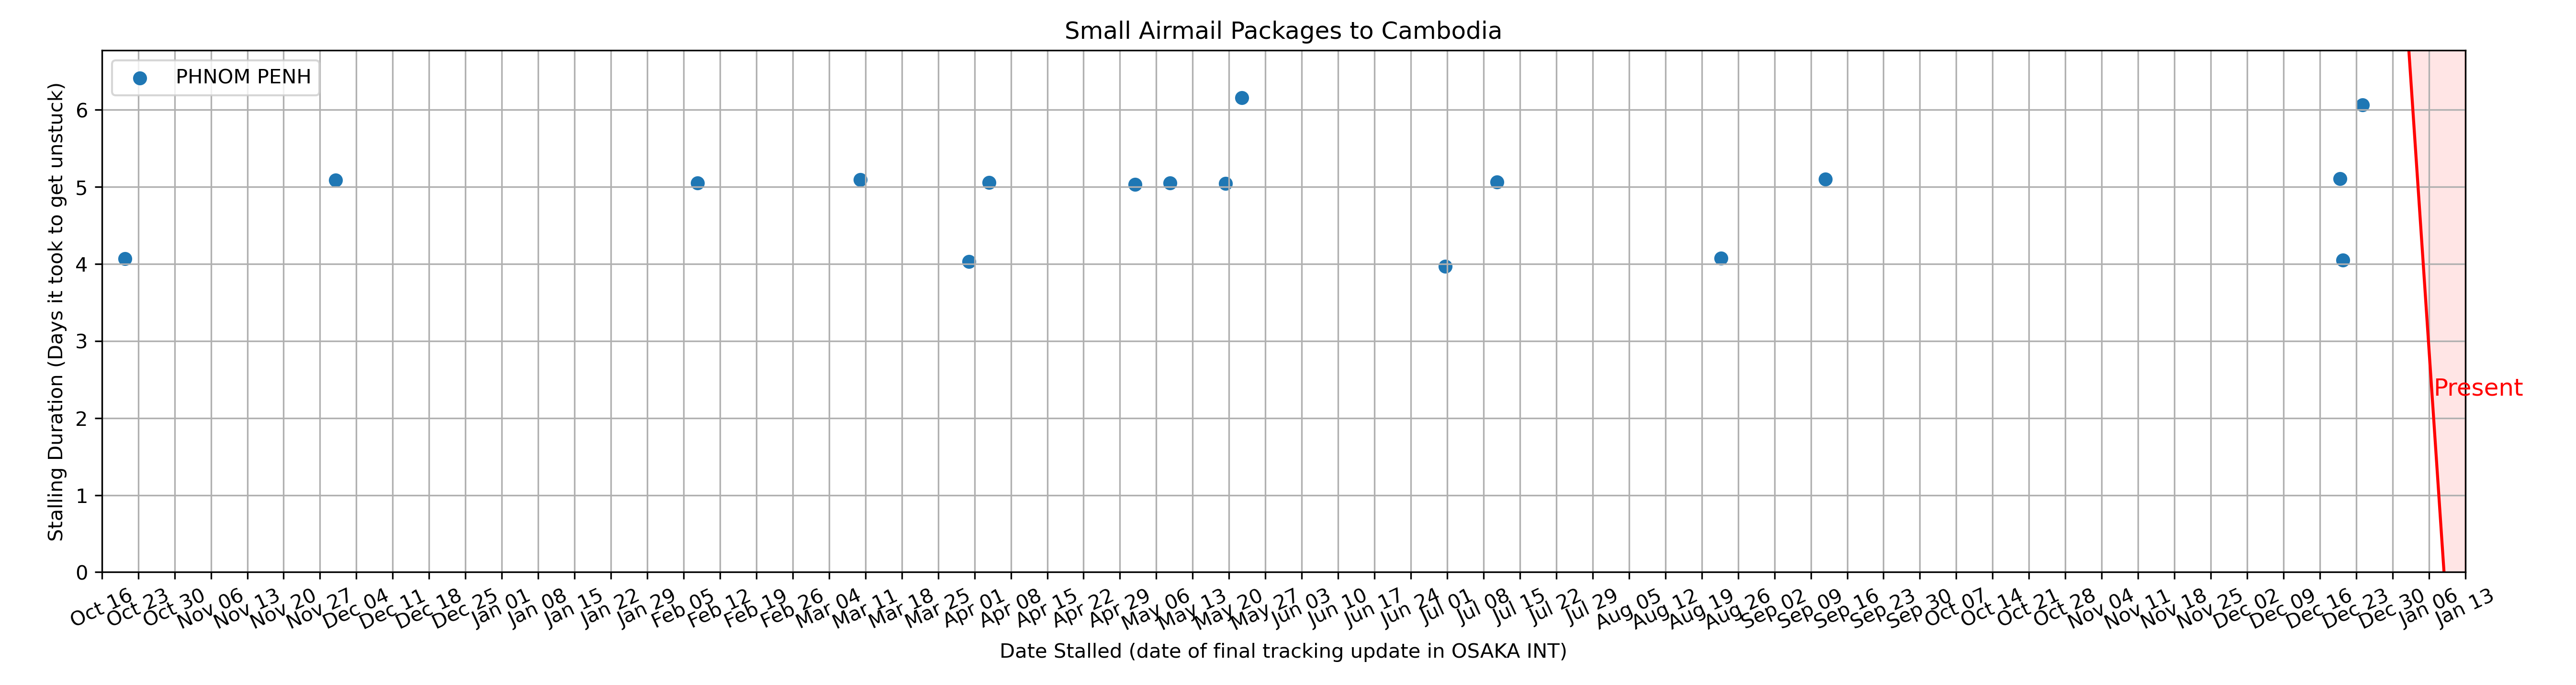 Small Airmail Packages to Cambodia
PHNOM PENH
Stalling Duration (Days it took to get unstuck)
6
5
4
3
2
1
0
Present
Oct 16
Oct 23
Oct 30
Nov 06
Nov 13
Nov 20
Nov 27
Dec 04
Dec 11
Dec 18
Dec 25
Jan 01
Jan 08
Jan 15
Jan 22
Jan 29
Feb 05
Feb 12
Feb 19
Feb 26
Mar 04
Mar 11
Mar 18
Mar 25
Apr 01
Apr 08
Apr 15
Apr 22
Apr 29
May 06
May 13
May 20
May 27
Jun 03
Jun 10
Jun 17
Jun 24
Jul 01
Jul 08
Jul 15
Jul 22
Jul 29
Aug 05
Aug 12
Aug 19
Aug 26
Sep 02
Sep 09
Sep 16
Sep 23
Sep 30
Oct 07
Oct 14
Oct 21
Oct 28
Nov 04
Nov 11
Nov 18
Nov 25
Dec 02
Dec 09
Dec 16
Dec 23
Dec 30
Jan 06
Jan 13
Date Stalled (date of final tracking update in OSAKA INT)